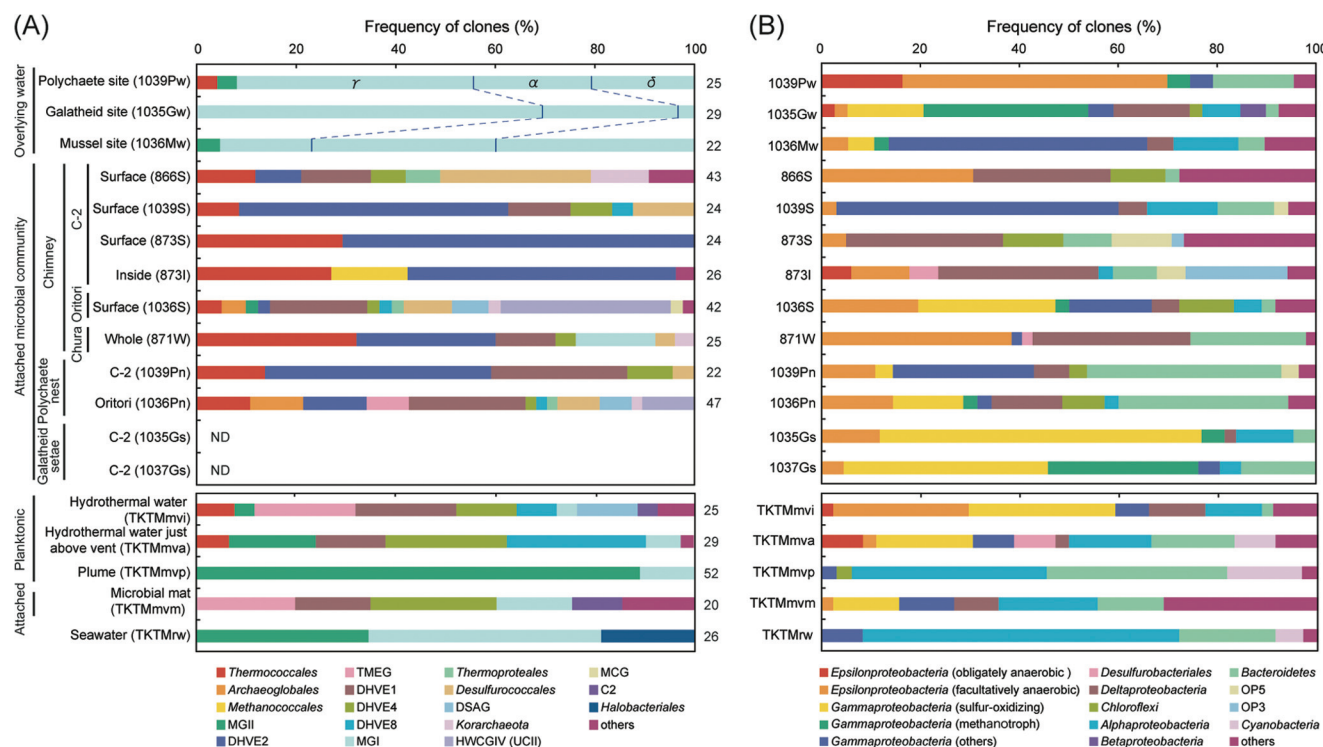 (A)
Frequency of clones (%)
0 20 40 60 80 100
Overlying water
Polychaete site (1039Pw) γ α δ 25
Galatheid site (1035Gw) 29
Mussel site (1036Mw) 22
Attached microbial community
Chimney
C-2
Surface (866S) 43
Surface (1039S) 24
Surface (873S) 24
Inside (873I) 26
Oritori
Surface (1036S) 42
Chura
Whole (871W) 25
Polychaete
nest
C-2 (1039Pn) 22
Oritori (1036Pn) 47
Galatheid
setae
C-2 (1035Gs) ND
C-2 (1037Gs) ND
Planktonic
Hydrothermal water
(TKTMmvi) 25
Hydrothermal water just
above vent (TKTMmva) 29
Plume (TKTMmvp) 52
Attached
Microbial mat
(TKTMmvm) 20
Seawater (TKTMrw) 26
Thermococcales
Archaeoglobales
Methanococcales
MGII
DHVE2
TMEG
DHVE1
DHVE4
DHVE8
MGI
Thermoproteales
Desulfurococcales
DSAG
Korarchaeota
HWCGIV (UCII)
MCG
C2
Halobacteriales
others
(B)
Frequency of clones (%)
0 20 40 60 80 100
1039Pw
1035Gw
1036Mw
866S
1039S
873S
873I
1036S
871W
1039Pn
1036Pn
1035Gs
1037Gs
TKTMmvi
TKTMmva
TKTMmvp
TKTMmvm
TKTMrw
Epsilonproteobacteria (obligately anaerobic )
Epsilonproteobacteria (facultatively anaerobic)
Gammaproteobacteria (sulfur-oxidizing)
Gammaproteobacteria (methanotroph)
Gammaproteobacteria (others)
Desulfurobacteriales
Deltaproteobacteria
Chloroflexi
Alphaproteobacteria
Betaproteobacteria
Bacteroidetes
OP5
OP3
Cyanobacteria
others